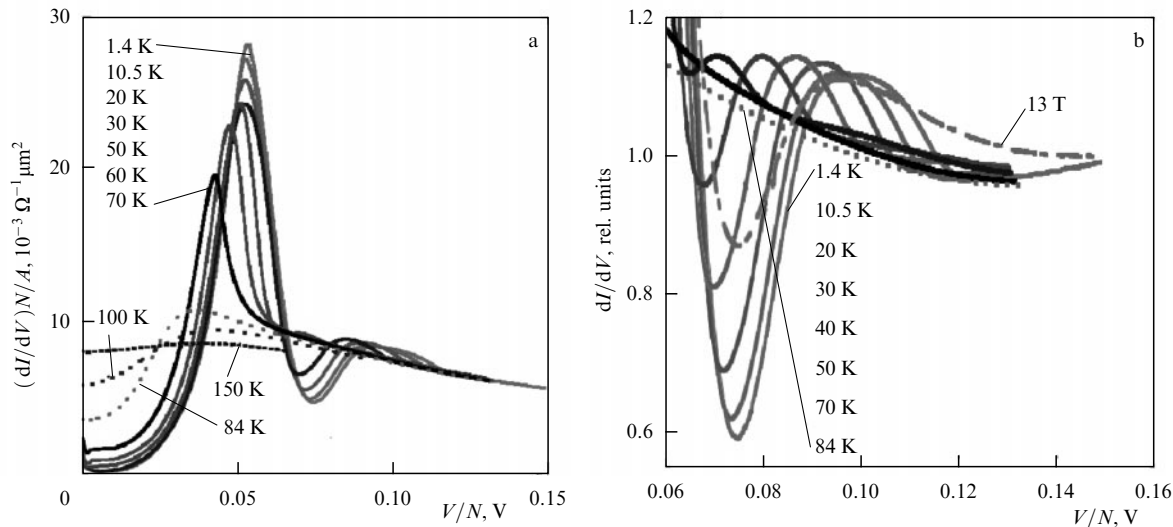 30
20
10
0
0.05
0.10
0.15
V/N, V
(dI/dV)N/A, 10⁻³ Ω⁻¹ μm²
a
1.4 K
10.5 K
20 K
30 K
50 K
60 K
70 K
100 K
150 K
84 K
1.2
1.0
0.8
0.6
0.06
0.08
0.10
0.12
0.14
0.16
V/N, V
dI/dV, rel. units
b
13 T
1.4 K
10.5 K
20 K
30 K
40 K
50 K
70 K
84 K